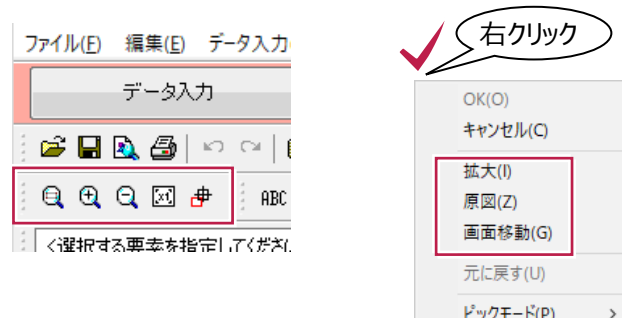 ファイル(F) 編集(E) データ入力
データ入力
×1
ABC
<選択する要素を指定してくださ
右クリック
OK(O)
キャンセル(C)
拡大(I)
原図(Z)
画面移動(G)
元に戻す(U)
ピックモード(P) >